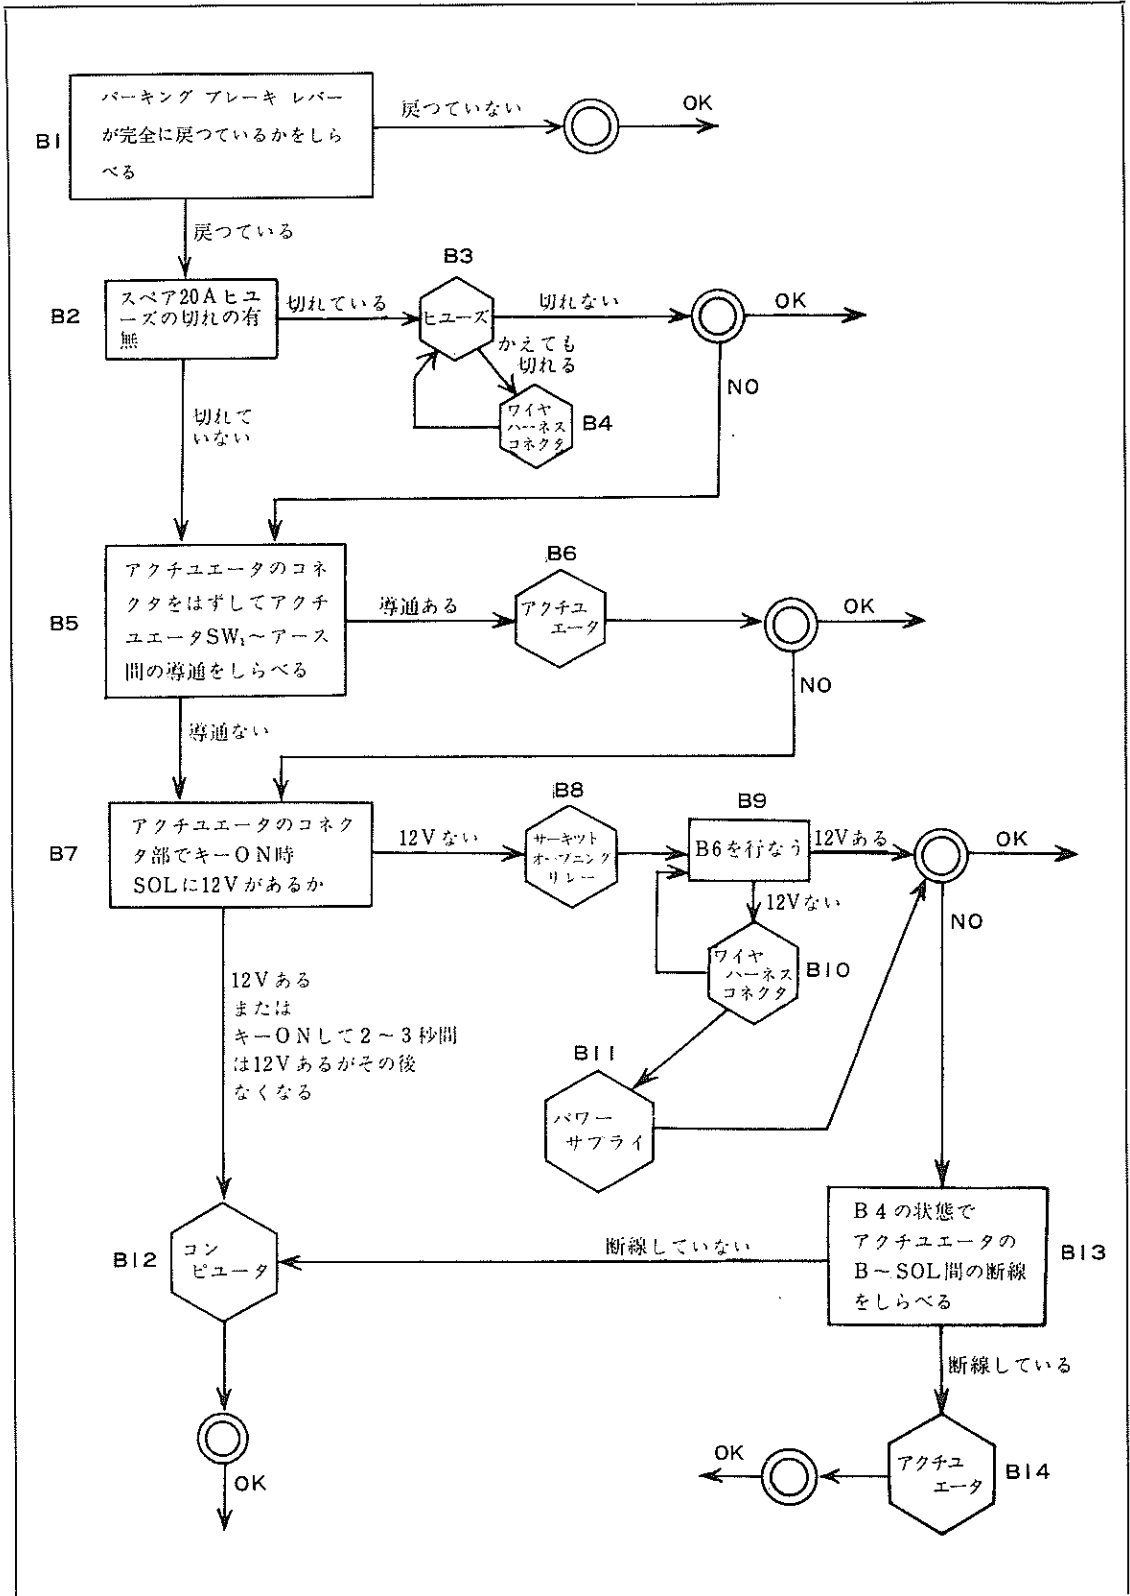 B1
パーキング ブレーキ レバー
が完全に戻つているかをしら
べる
戻つていない
OK
戻つている
B2
スペア20Aヒユ
ーズの切れの有
無
切れている
B3
ヒユーズ
切れない
OK
かえても
切れる
ワイヤ
ハーネス
コネクタ
B4
NO
切れて
いない
B5
アクチユエータのコネ
クタをはずしてアクチ
ユエータSW₁~アース
間の導通をしらべる
導通ある
B6
アクチユ
エータ
OK
NO
導通ない
B7
アクチユエータのコネク
タ部でキーON時
SOLに12Vがあるか
12Vない
B8
サーキツト
オープニング
リレー
B9
B6を行なう
12Vある
OK
12Vない
NO
ワイヤ
ハーネス
コネクタ
B10
12Vある
または
キーONして2~3秒間
は12Vあるがその後
なくなる
B11
パワー
サプライ
B12
コン
ピユータ
断線していない
B4の状態で
アクチユエータの
B~SOL間の断線
をしらべる
B13
断線している
OK
アクチユ
エータ
B14
OK